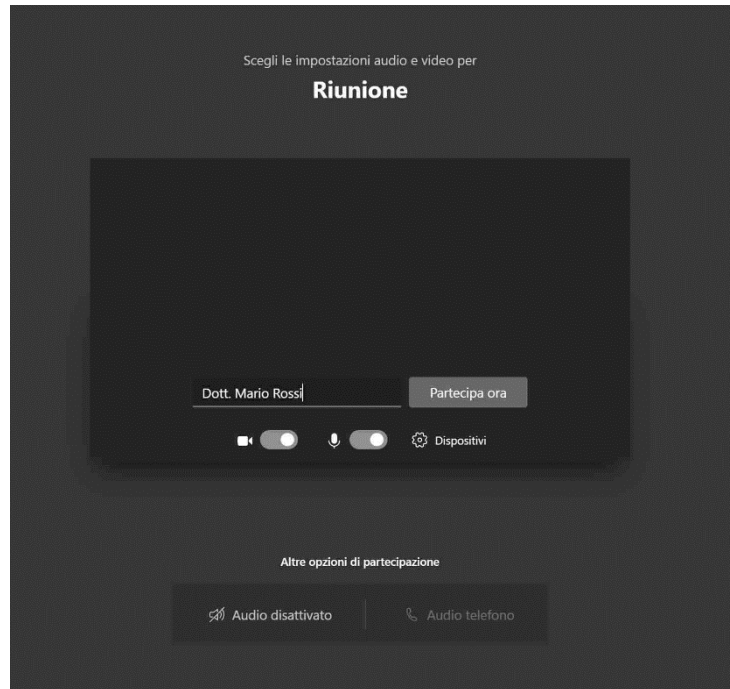 Scegli le impostazioni audio e video per
Riunione
Dott. Mario Rossi
Partecipa ora
Dispositivi
Altre opzioni di partecipazione
Audio disattivato
Audio telefono